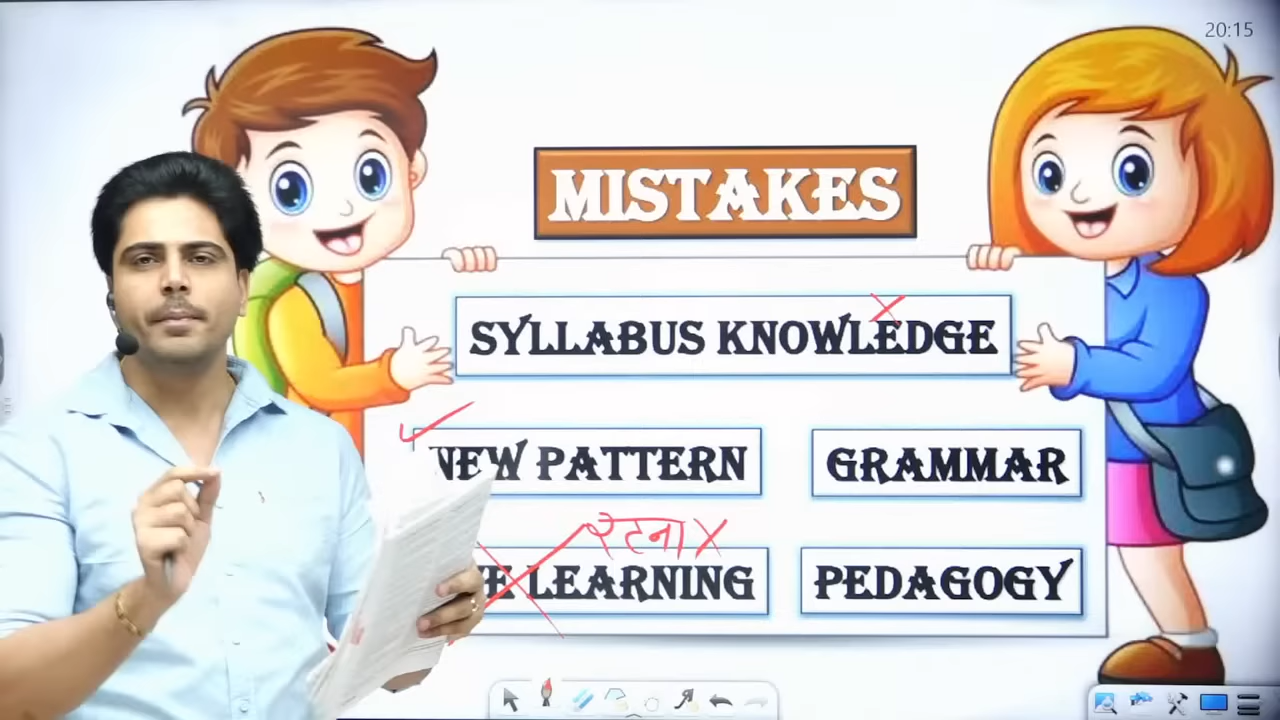 20:15
MISTAKES
SYLLABUS KNOWLEDGE
NEW PATTERN
GRAMMAR
रटना X
LEARNING
PEDAGOGY